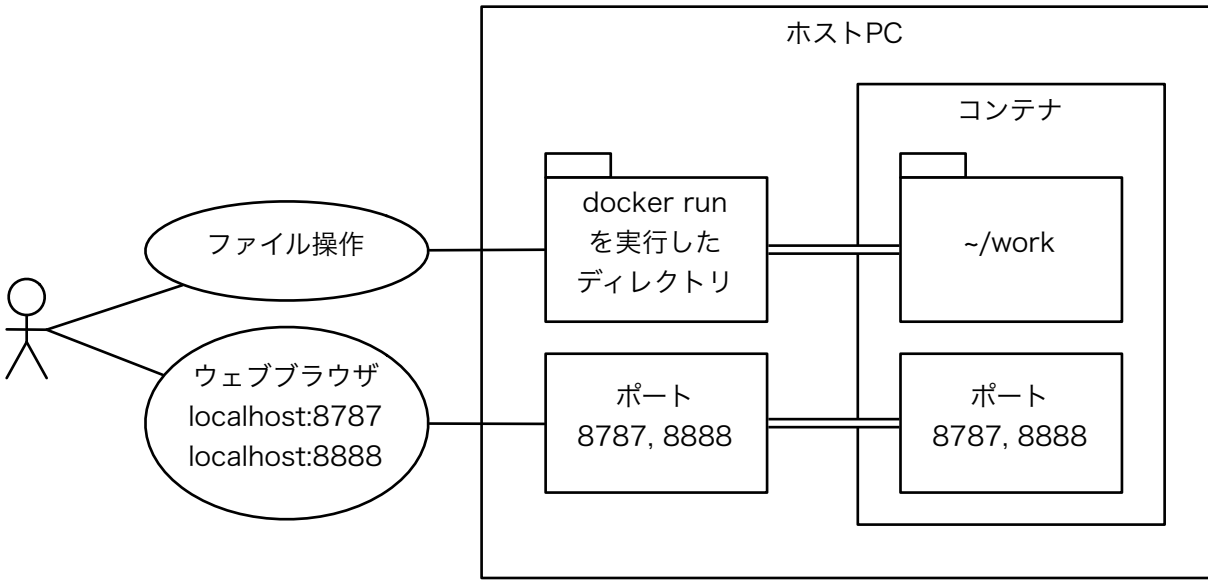 ホストPC
コンテナ
docker run
を実行した
ディレクトリ
~/work
ファイル操作
ウェブブラウザ
localhost:8787
localhost:8888
ポート
8787, 8888
ポート
8787, 8888